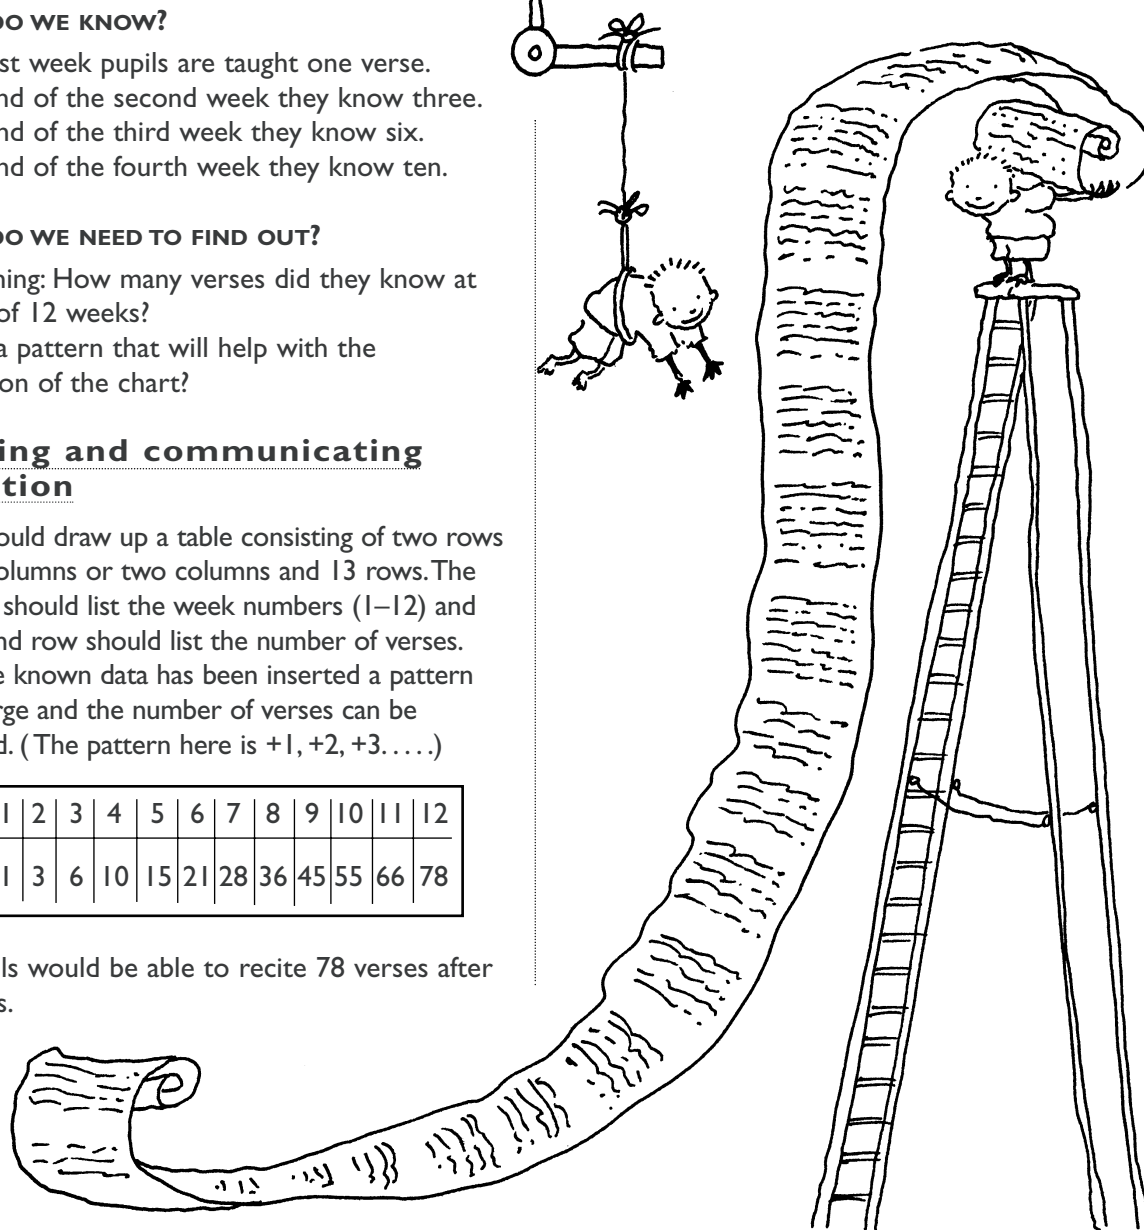 DO WE KNOW?
st week pupils are taught one verse.
nd of the second week they know three.
nd of the third week they know six.
nd of the fourth week they know ten.
DO WE NEED TO FIND OUT?
ning: How many verses did they know at
of 12 weeks?
a pattern that will help with the
on of the chart?
ing and communicating
tion
ould draw up a table consisting of two rows
olumns or two columns and 13 rows. The
should list the week numbers (1–12) and
nd row should list the number of verses.
e known data has been inserted a pattern
rge and the number of verses can be
d. ( The pattern here is +1, +2, +3. . . . .)
1 2 3 4 5 6 7 8 9 10 11 12
1 3 6 10 15 21 28 36 45 55 66 78
ls would be able to recite 78 verses after
s.